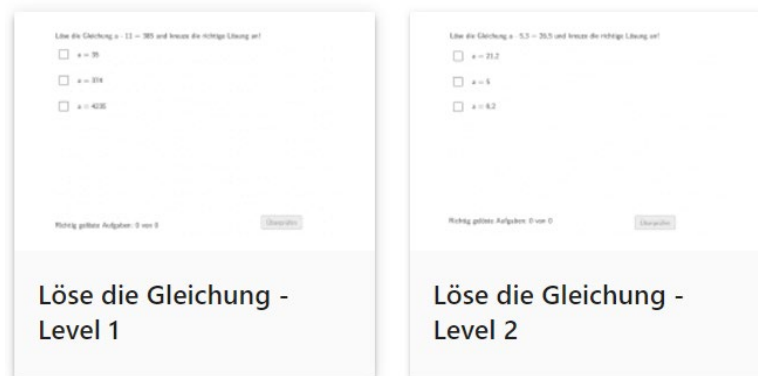 Löse die Gleichung a · 11 = 385 und kreuze die richtige Lösung an!
a = 35
a = 374
a = 4235
Richtig gelöste Aufgaben: 0 von 0
Überprüfen
Löse die Gleichung -
Level 1
Löse die Gleichung a · 5,3 = 26,5 und kreuze die richtige Lösung an!
a = 21,2
a = 5
Richtig gelöste Aufgaben: 0 von 0
Überprüfen
Löse die Gleichung -
Level 2